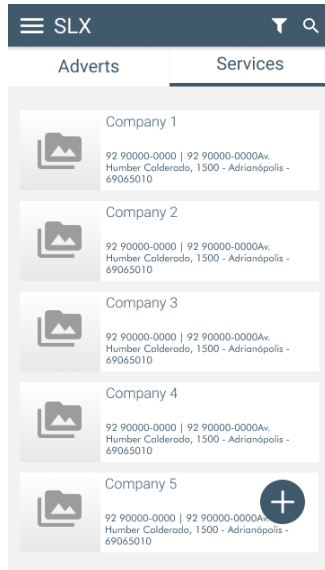 SLX
Adverts
Services
Company 1
92 90000-0000 | 92 90000-0000Av.
Humber Calderado, 1500 - Adrianópolis -
69065010
Company 2
92 90000-0000 | 92 90000-0000Av.
Humber Calderado, 1500 - Adrianópolis -
69065010
Company 3
92 90000-0000 | 92 90000-0000Av.
Humber Calderado, 1500 - Adrianópolis -
69065010
Company 4
92 90000-0000 | 92 90000-0000Av.
Humber Calderado, 1500 - Adrianópolis -
69065010
Company 5
92 90000-0000 | 92 90000-0000Av.
Humber Calderado, 1500 - Adrianópolis -
69065010